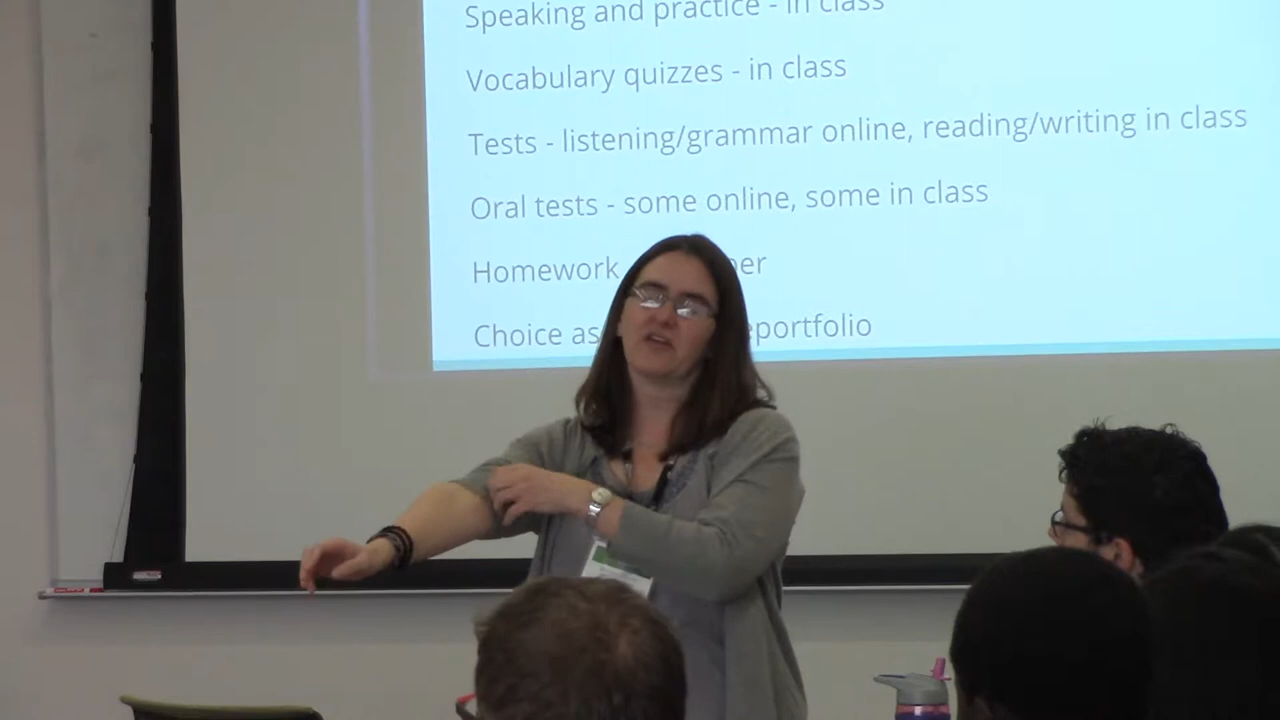 Speaking and practice - in class
Vocabulary quizzes - in class
Tests - listening/grammar online, reading/writing in class
Oral tests - some online, some in class
Homework
Choice as eportfolio